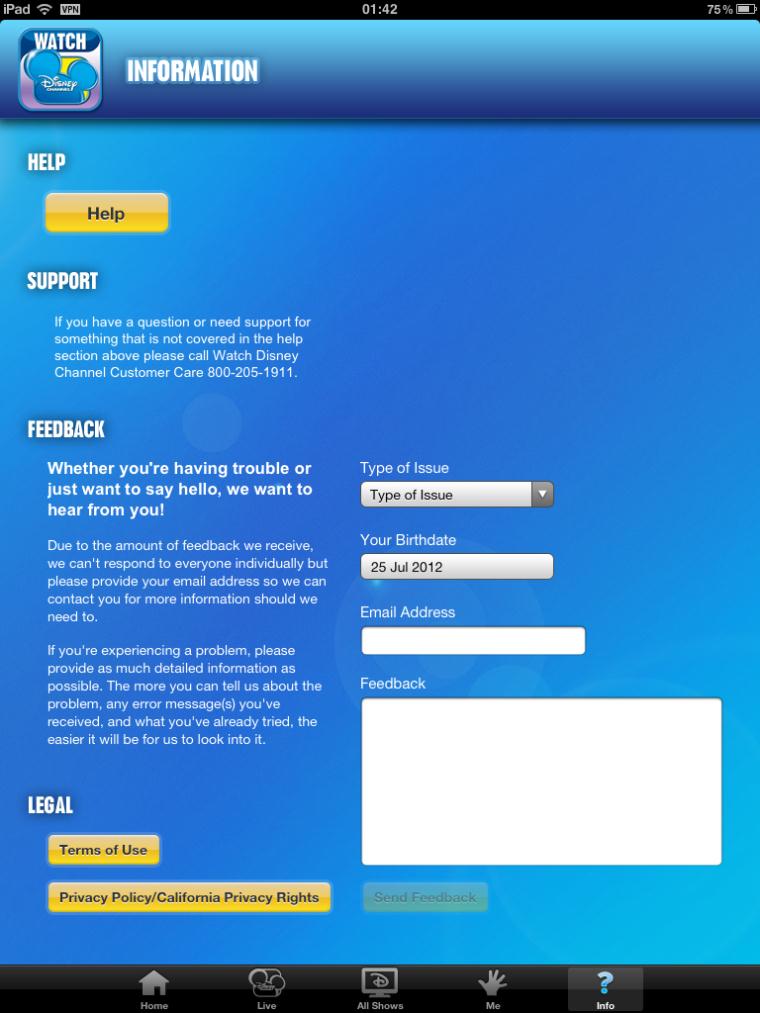 iPad VPN 01:42 75%
WATCH
Disney
CHANNEL
INFORMATION
HELP
Help
SUPPORT
If you have a question or need support for
something that is not covered in the help
section above please call Watch Disney
Channel Customer Care 800-205-1911.
FEEDBACK
Whether you're having trouble or
just want to say hello, we want to
hear from you!
Due to the amount of feedback we receive,
we can't respond to everyone individually but
please provide your email address so we can
contact you for more information should we
need to.
If you're experiencing a problem, please
provide as much detailed information as
possible. The more you can tell us about the
problem, any error message(s) you've
received, and what you've already tried, the
easier it will be for us to look into it.
Type of Issue
Type of Issue
Your Birthdate
25 Jul 2012
Email Address
Feedback
LEGAL
Terms of Use
Privacy Policy/California Privacy Rights
Send Feedback
Home Live All Shows Me Info